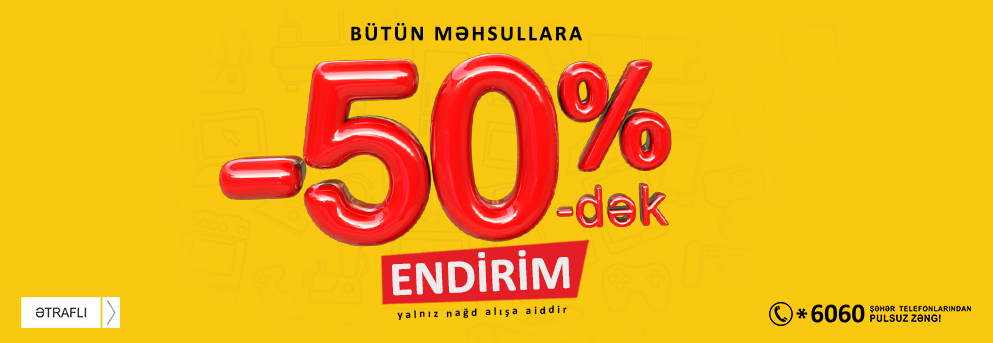 BÜTÜN MƏHSULLARA
-50%
-dək
ENDİRİM
yalnız nağd alışa aiddir
ƏTRAFLI
*6060 ŞƏHƏR TELEFONLARINDAN
PULSUZ ZƏNG!